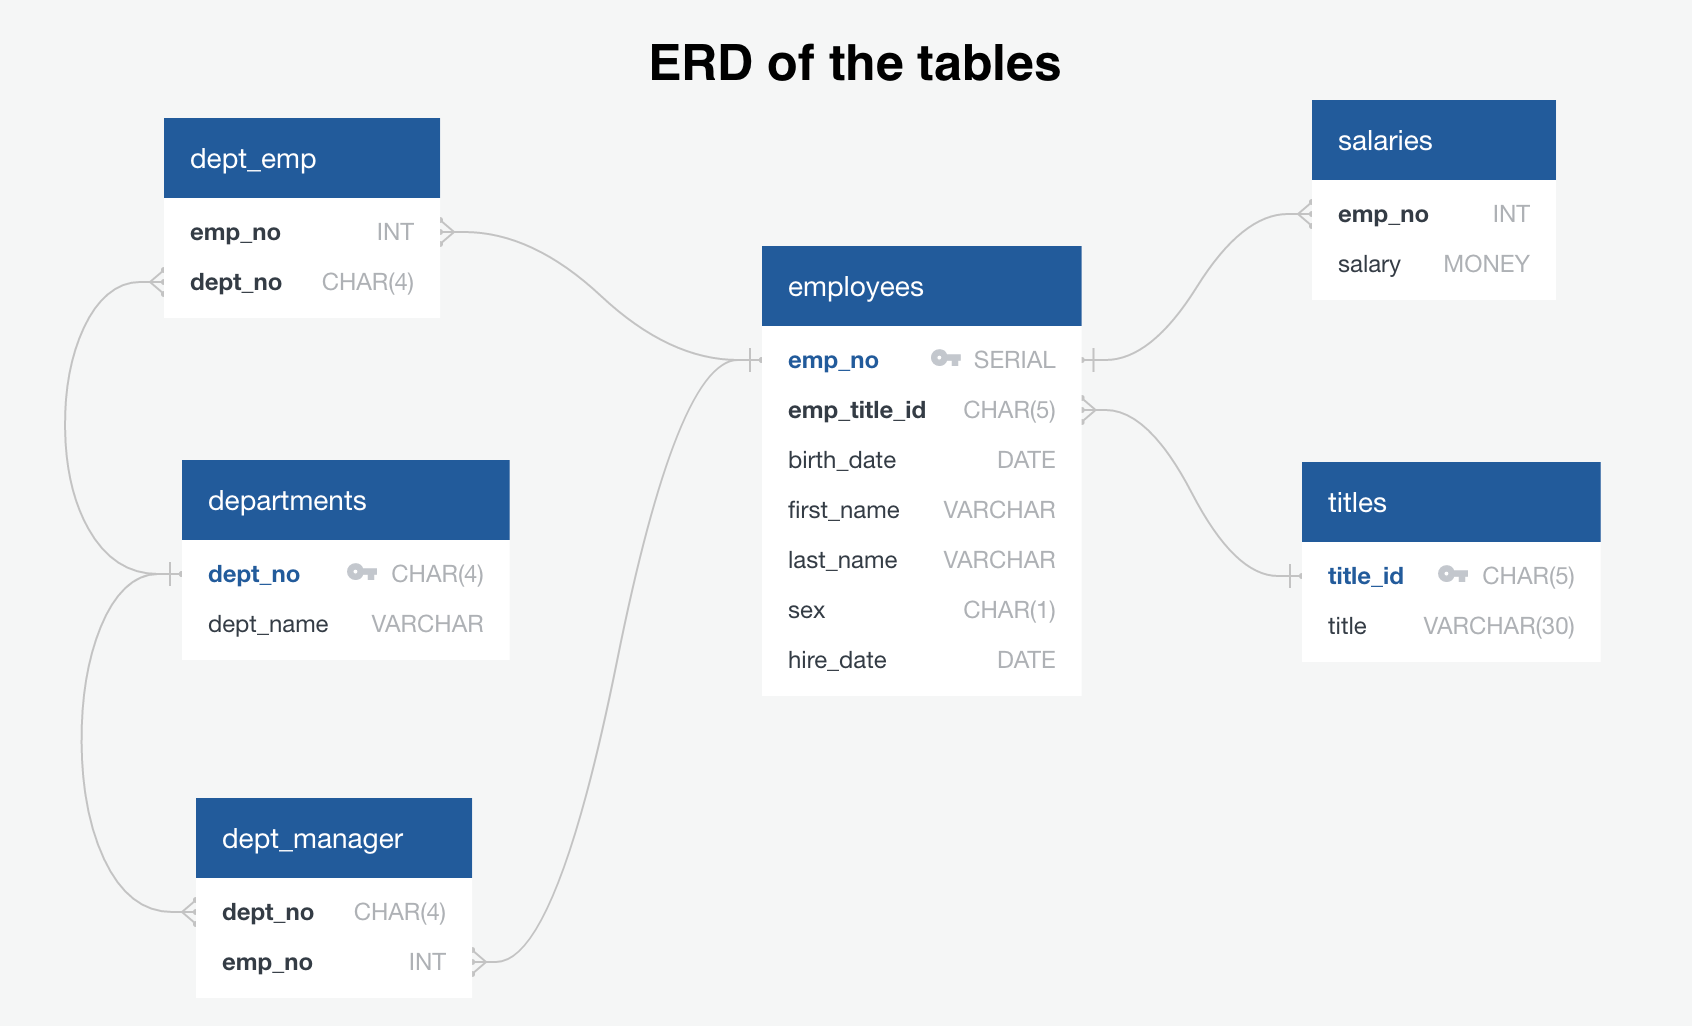 ERD of the tables
dept_emp
emp_no INT
dept_no CHAR(4)
departments
dept_no CHAR(4)
dept_name VARCHAR
dept_manager
dept_no CHAR(4)
emp_no INT
employees
emp_no SERIAL
emp_title_id CHAR(5)
birth_date DATE
first_name VARCHAR
last_name VARCHAR
sex CHAR(1)
hire_date DATE
salaries
emp_no INT
salary MONEY
titles
title_id CHAR(5)
title VARCHAR(30)